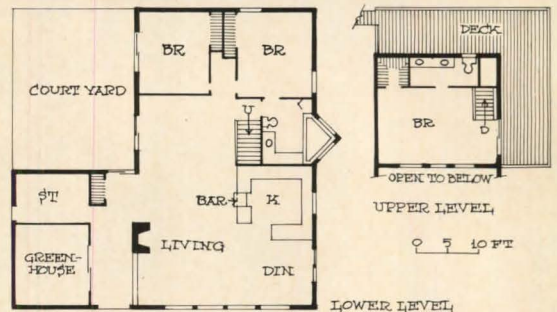 BR
BR
COURT YARD
U
ST
BAR
K
GREEN-
HOUSE
LIVING
DIN
LOWER LEVEL
DECK
BR
D
OPEN TO BELOW
UPPER LEVEL
0 5 10 FT